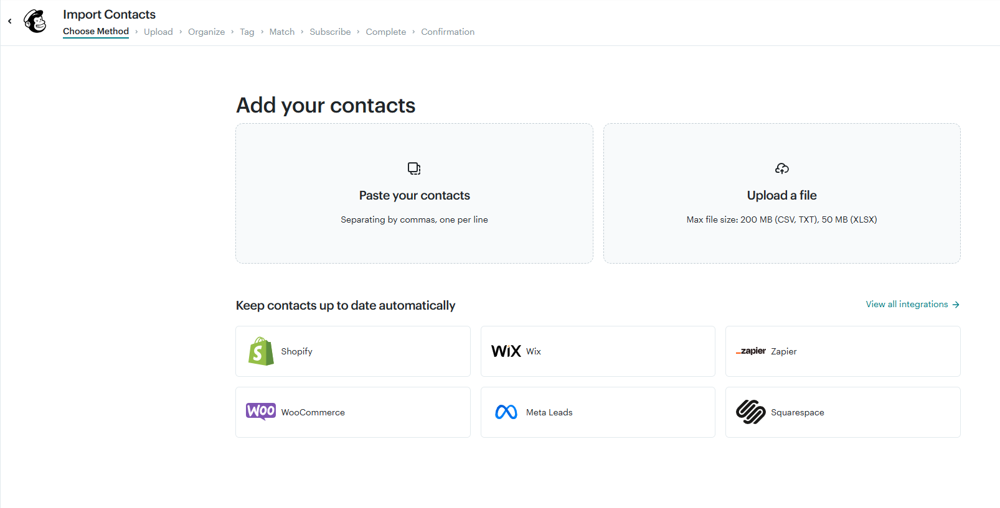 Import Contacts
Choose Method › Upload › Organize › Tag › Match › Subscribe › Complete › Confirmation
Add your contacts
Paste your contacts
Separating by commas, one per line
Upload a file
Max file size: 200 MB (CSV, TXT), 50 MB (XLSX)
Keep contacts up to date automatically
View all integrations →
S Shopify
WiX Wix
_zapier Zapier
WOO WooCommerce
Meta Leads
Squarespace